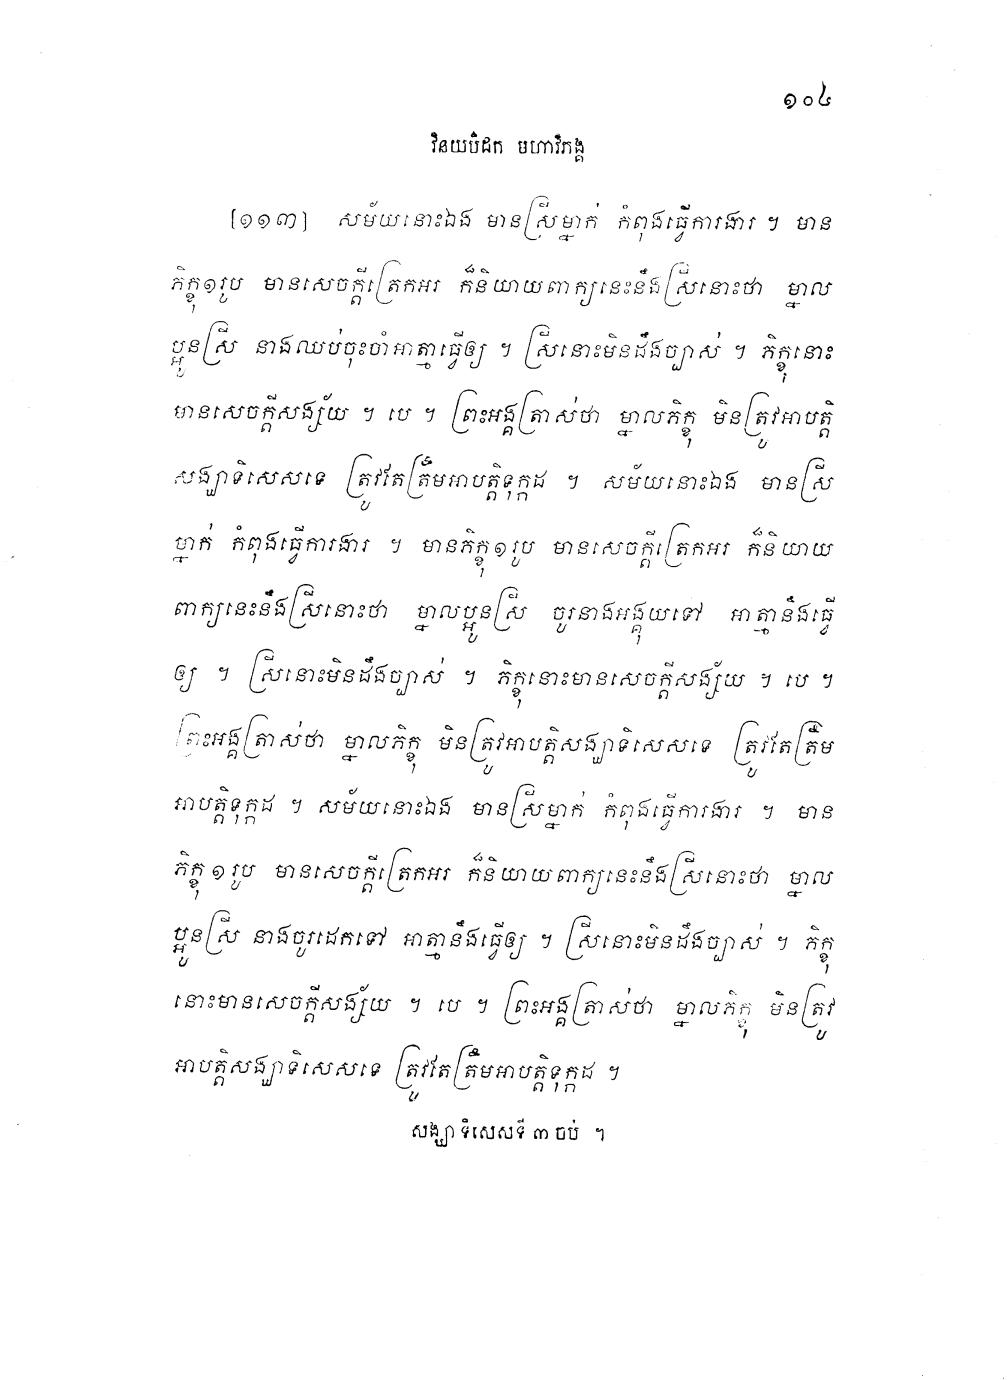 ១០៤
វិនយបិដក មហាវិភង្គ
[១១៣] សម័យនោះឯង មានស្រីម្នាក់ កំពុងធ្វើការងារ ។ មាន
ភិក្ខុ១រូប មានសេចក្តីត្រេកអរ ក៏និយាយពាក្យនេះនឹងស្រីនោះថា ម្នាល
ប្អូនស្រី នាងឈប់ចុះចាំអាត្មាធ្វើឲ្យ ។ ស្រីនោះមិនដឹងច្បាស់ ។ ភិក្ខុនោះ
មានសេចក្តីសង្ស័យ ។ បេ ។ ព្រះអង្គត្រាស់ថា ម្នាលភិក្ខុ មិនត្រូវអាបត្តិ
សង្ឃាទិសេសទេ ត្រូវតែត្រឹមអាបត្តិទុក្កដ ។ សម័យនោះឯង មានស្រី
ម្នាក់ កំពុងធ្វើការងារ ។ មានភិក្ខុ១រូប មានសេចក្តីត្រេកអរ ក៏និយាយ
ពាក្យនេះនឹងស្រីនោះថា ម្នាលប្អូនស្រី ចូរនាងអង្គុយទៅ អាត្មានឹងធ្វើ
ឲ្យ ។ ស្រីនោះមិនដឹងច្បាស់ ។ ភិក្ខុនោះមានសេចក្តីសង្ស័យ ។ បេ ។
ព្រះអង្គត្រាស់ថា ម្នាលភិក្ខុ មិនត្រូវអាបត្តិសង្ឃាទិសេសទេ ត្រូវតែត្រឹម
អាបត្តិទុក្កដ ។ សម័យនោះឯង មានស្រីម្នាក់ កំពុងធ្វើការងារ ។ មាន
ភិក្ខុ ១ រូប មានសេចក្តីត្រេកអរ ក៏និយាយពាក្យនេះនឹងស្រីនោះថា ម្នាល
ប្អូនស្រី នាងចូរដេកទៅ អាត្មានឹងធ្វើឲ្យ ។ ស្រីនោះមិនដឹងច្បាស់ ។ ភិក្ខុ
នោះមានសេចក្តីសង្ស័យ ។ បេ ។ ព្រះអង្គត្រាស់ថា ម្នាលភិក្ខុ មិនត្រូវ
អាបត្តិសង្ឃាទិសេសទេ ត្រូវតែត្រឹមអាបត្តិទុក្កដ ។
សង្ឃាទិសេសទី ៣ ចប់ ។